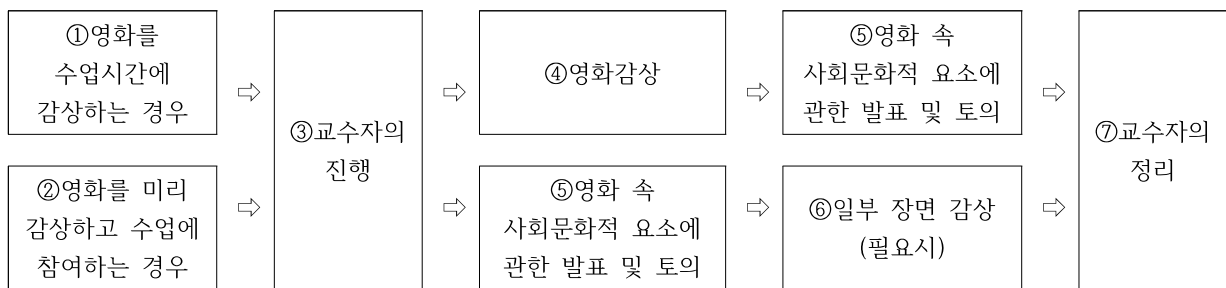 ①영화를
수업시간에
감상하는 경우
⇨
③교수자의
진행
⇨
④영화감상
⇨
⑤영화 속
사회문화적 요소에
관한 발표 및 토의
⇨
⑦교수자의
정리
②영화를 미리
감상하고 수업에
참여하는 경우
⇨
⇨
⑤영화 속
사회문화적 요소에
관한 발표 및 토의
⇨
⑥일부 장면 감상
(필요시)
⇨